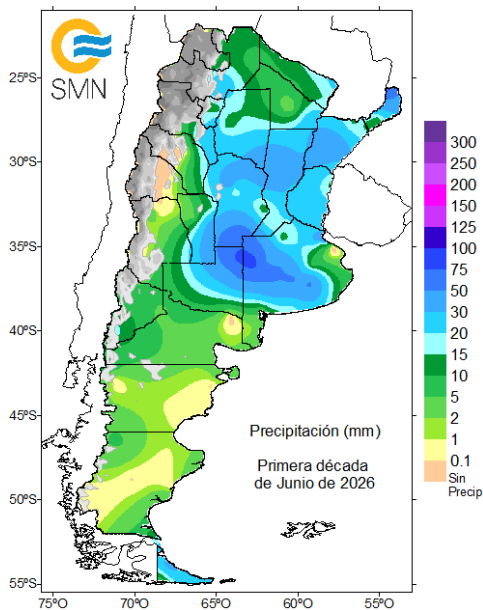 SMN
25°S
30°S
35°S
40°S
45°S
50°S
55°S
75°O
70°O
65°O
60°O
55°O
Precipitación (mm)
Primera década
de Junio de 2026
300
250
200
150
125
100
75
50
30
20
15
10
5
2
1
0.1
Sin
Precip